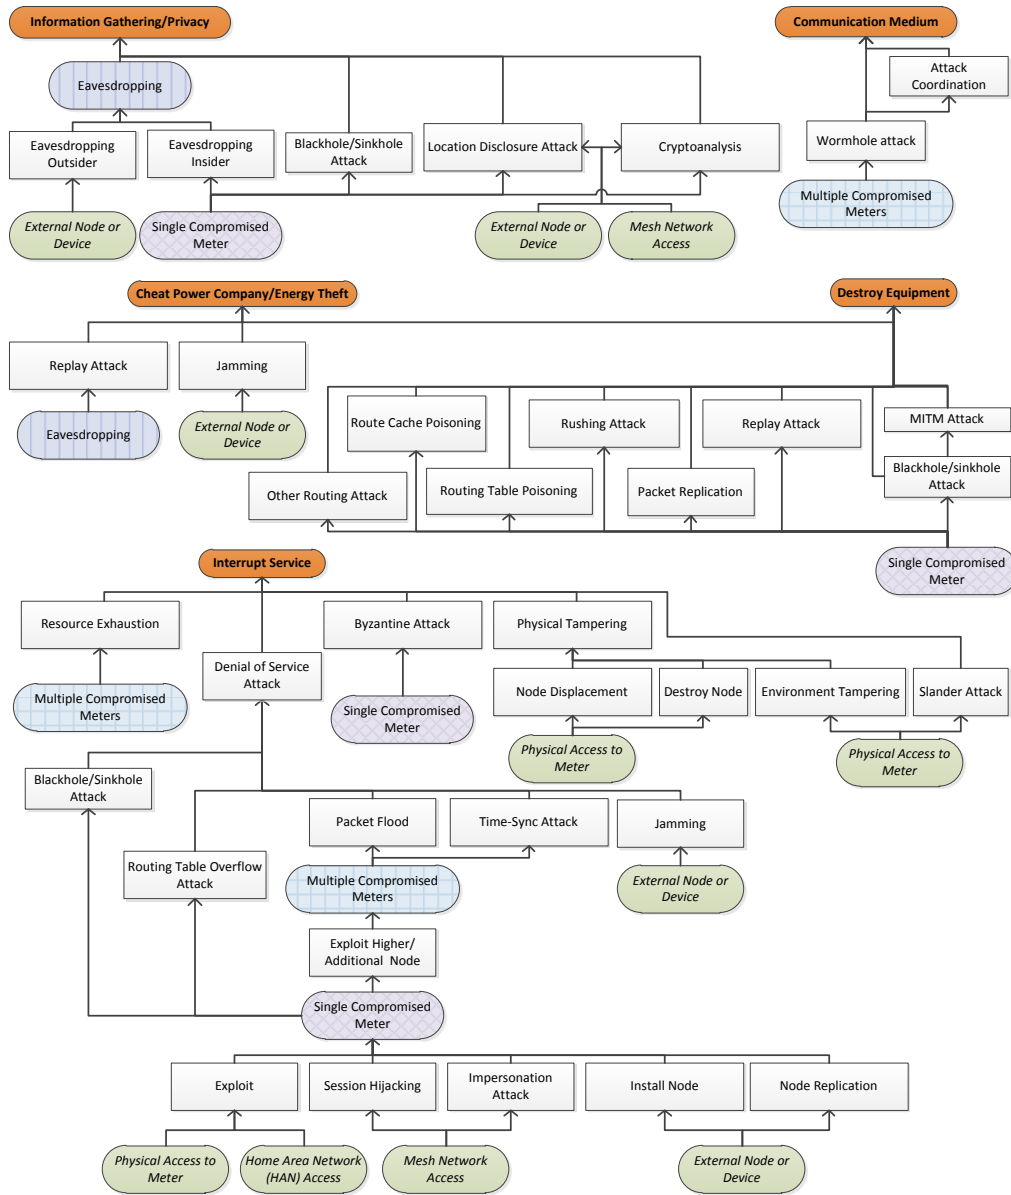 Information Gathering/Privacy
Communication Medium
Eavesdropping
Attack
Coordination
Eavesdropping
Outsider
Eavesdropping
Insider
Blackhole/Sinkhole
Attack
Location Disclosure Attack
Cryptoanalysis
Wormhole attack
External Node or
Device
Single Compromised
Meter
External Node or
Device
Mesh Network
Access
Multiple Compromised
Meters
Cheat Power Company/Energy Theft
Destroy Equipment
Replay Attack
Jamming
Eavesdropping
External Node or
Device
Route Cache Poisoning
Rushing Attack
Replay Attack
MITM Attack
Other Routing Attack
Routing Table Poisoning
Packet Replication
Blackhole/sinkhole
Attack
Single Compromised
Meter
Interrupt Service
Resource Exhaustion
Denial of Service
Attack
Byzantine Attack
Physical Tampering
Multiple Compromised
Meters
Single Compromised
Meter
Node Displacement
Destroy Node
Environment Tampering
Slander Attack
Physical Access to
Meter
Physical Access to
Meter
Blackhole/Sinkhole
Attack
Routing Table Overflow
Attack
Packet Flood
Time-Sync Attack
Jamming
Multiple Compromised
Meters
External Node or
Device
Exploit Higher/
Additional Node
Single Compromised
Meter
Exploit
Session Hijacking
Impersonation
Attack
Install Node
Node Replication
Physical Access to
Meter
Home Area Network
(HAN) Access
Mesh Network
Access
External Node or
Device